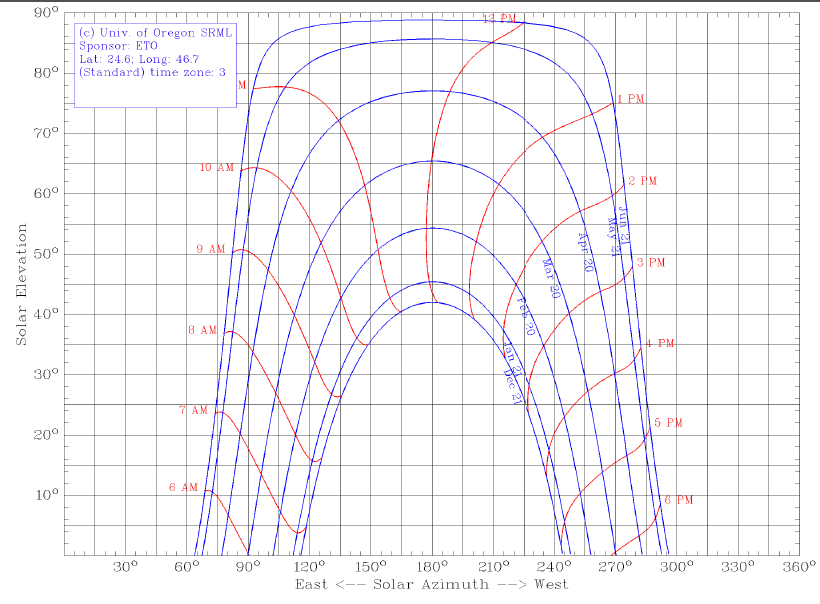 90°
(c) Univ. of Oregon SRML
Sponsor: ETO
Lat: 24.6; Long: 46.7
(Standard) time zone: 3
12 PM
80°
M
1 PM
70°
10 AM
2 PM
60°
Jun 21
May 21
Apr 20
Mar 20
50°
9 AM
3 PM
Solar Elevation
40°
Feb 20
8 AM
4 PM
Jan 21
Dec 21
30°
7 AM
5 PM
20°
6 AM
6 PM
10°
30° 60° 90° 120° 150° 180° 210° 240° 270° 300° 330° 360°
East <-- Solar Azimuth --> West